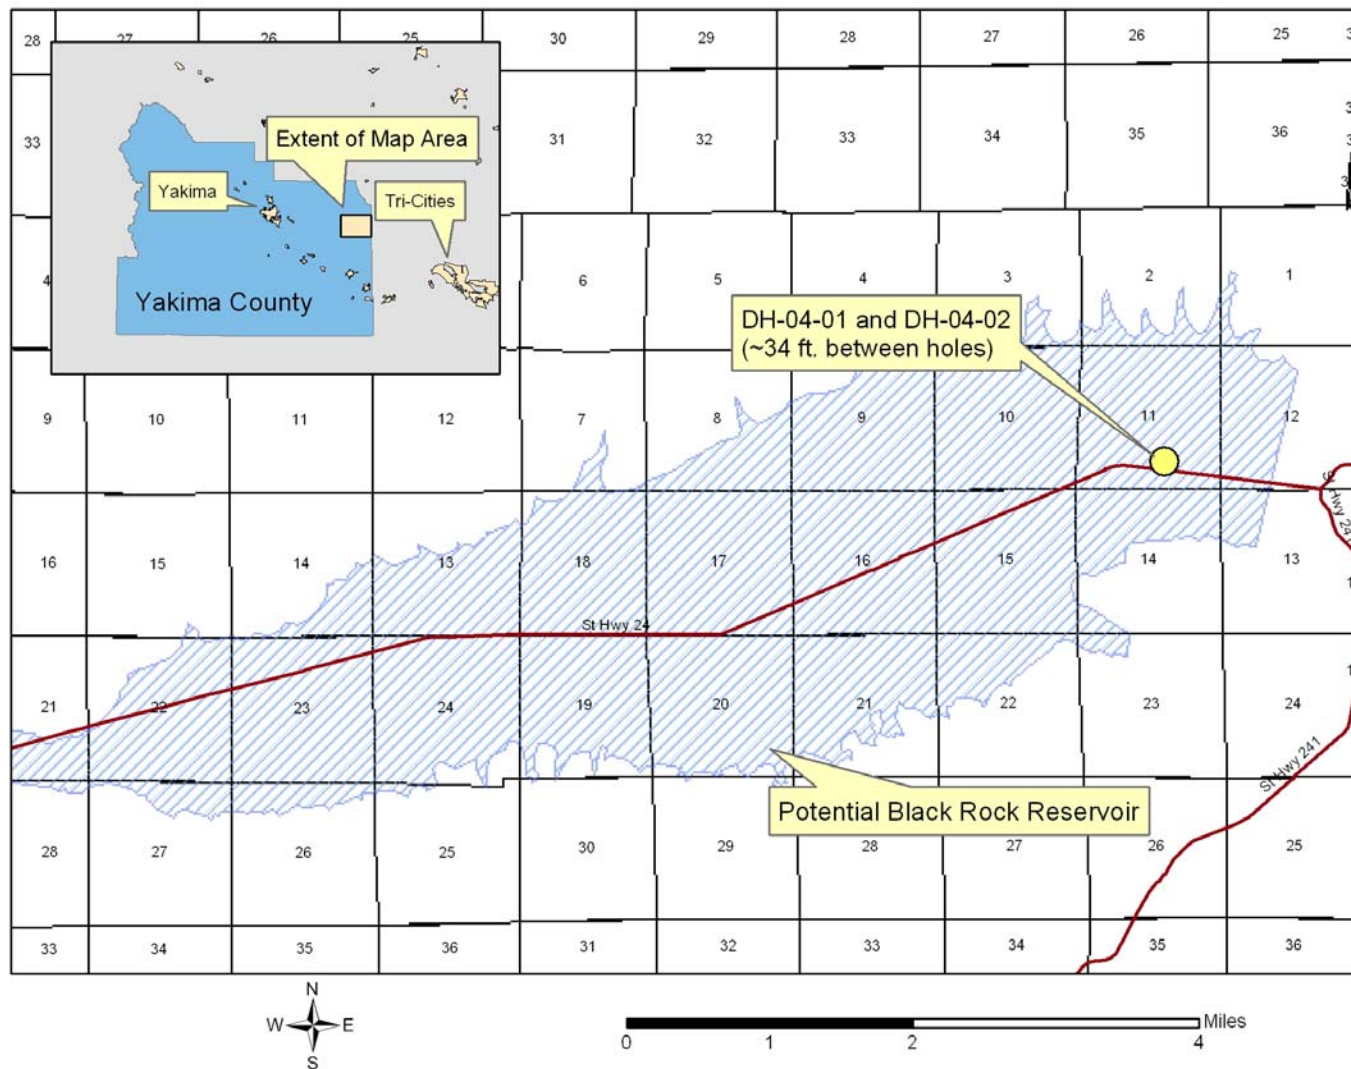 28 27 26 25 30 29 28 27 26 25
33 31 32 33 34 35 36
Extent of Map Area
Yakima
Tri-Cities
Yakima County
4 6 5 4 3 2 1
DH-04-01 and DH-04-02
(~34 ft. between holes)
9 10 11 12 7 8 9 10 11 12
16 15 14 13 18 17 16 15 14 13
St Hwy 24
St Hwy 24
21 22 23 24 19 20 21 22 23 24
St Hwy 241
Potential Black Rock Reservoir
28 27 26 25 30 29 28 27 26 25
33 34 35 36 31 32 33 34 35 36
N
W E
S
Miles
0 1 2 4